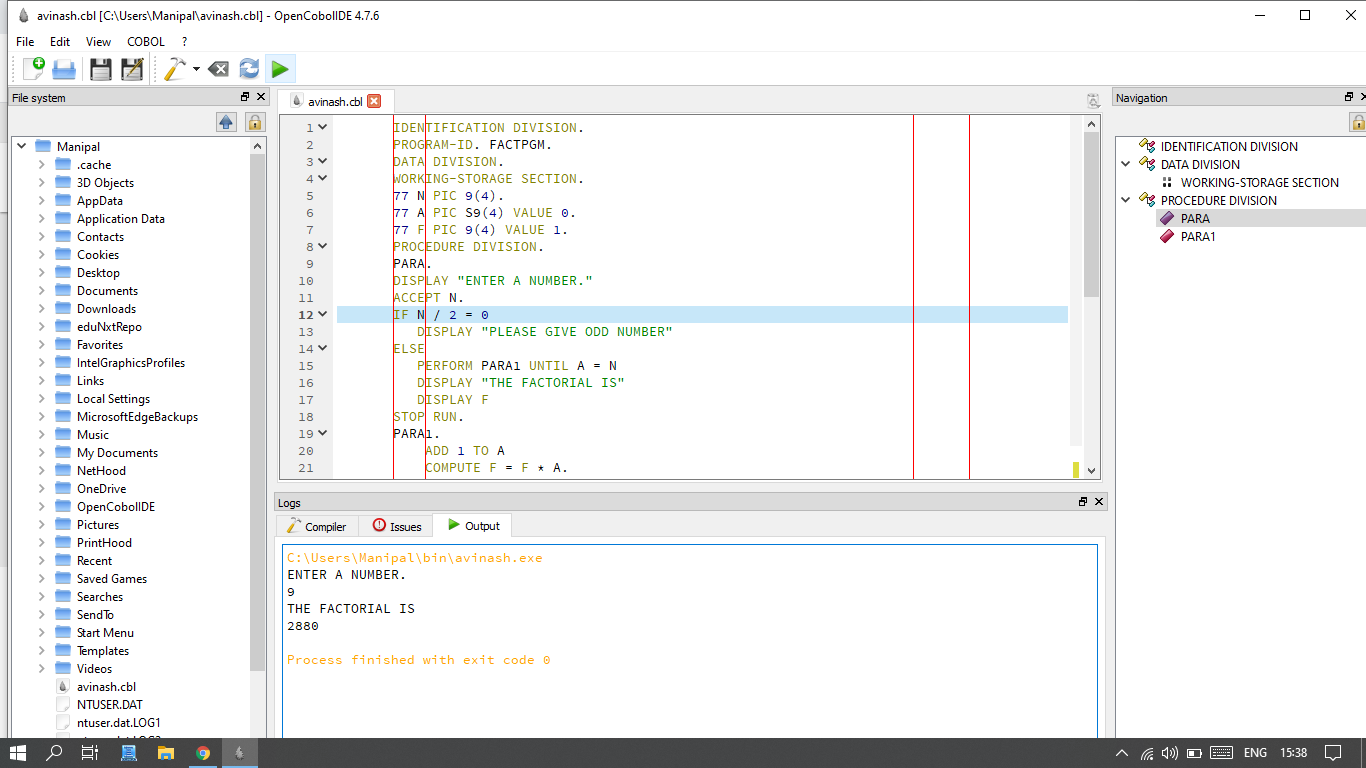 avinash.cbl [C:\Users\Manipal\avinash.cbl] - OpenCobolIDE 4.7.6
File Edit View COBOL ?
File system
Manipal
.cache
3D Objects
AppData
Application Data
Contacts
Cookies
Desktop
Documents
Downloads
eduNxtRepo
Favorites
IntelGraphicsProfiles
Links
Local Settings
MicrosoftEdgeBackups
Music
My Documents
NetHood
OneDrive
OpenCobolIDE
Pictures
PrintHood
Recent
Saved Games
Searches
SendTo
Start Menu
Templates
Videos
avinash.cbl
NTUSER.DAT
ntuser.dat.LOG1
avinash.cbl
1 IDENTIFICATION DIVISION.
2 PROGRAM-ID. FACTPGM.
3 DATA DIVISION.
4 WORKING-STORAGE SECTION.
5 77 N PIC 9(4).
6 77 A PIC S9(4) VALUE 0.
7 77 F PIC 9(4) VALUE 1.
8 PROCEDURE DIVISION.
9 PARA.
10 DISPLAY "ENTER A NUMBER."
11 ACCEPT N.
12 IF N / 2 = 0
13 DISPLAY "PLEASE GIVE ODD NUMBER"
14 ELSE
15 PERFORM PARA1 UNTIL A = N
16 DISPLAY "THE FACTORIAL IS"
17 DISPLAY F
18 STOP RUN.
19 PARA1.
20 ADD 1 TO A
21 COMPUTE F = F * A.
Logs
Compiler Issues Output
C:\Users\Manipal\bin\avinash.exe
ENTER A NUMBER.
9
THE FACTORIAL IS
2880
Process finished with exit code 0
Navigation
IDENTIFICATION DIVISION
DATA DIVISION
WORKING-STORAGE SECTION
PROCEDURE DIVISION
PARA
PARA1
ENG 15:38